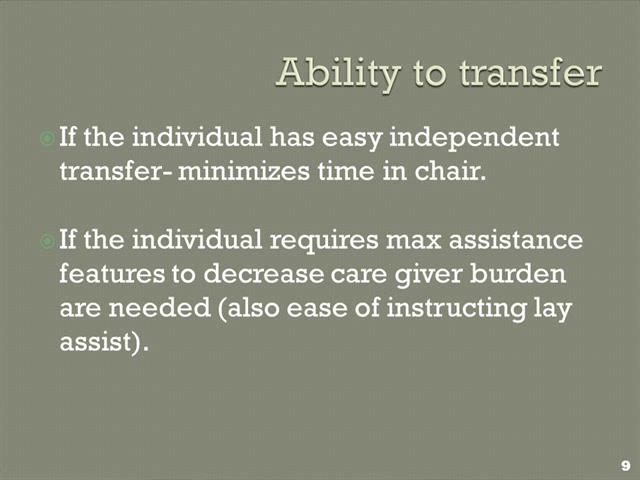 Ability to transfer
If the individual has easy independent
transfer- minimizes time in chair.
If the individual requires max assistance
features to decrease care giver burden
are needed (also ease of instructing lay
assist).
9